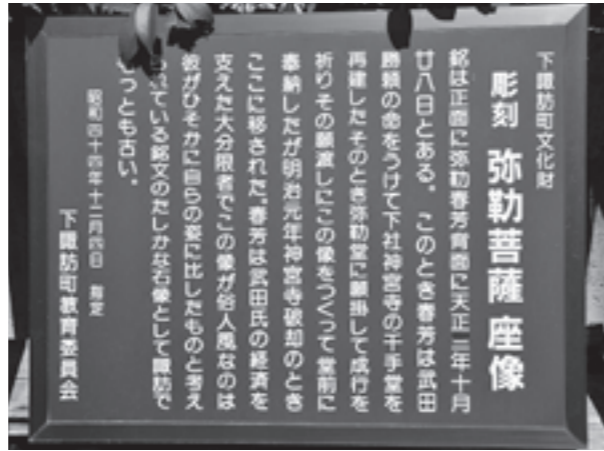 下諏訪町文化財
彫刻 弥勒菩薩 座像
銘は正面に弥勒春芳背面に天正三年十月
廿八日とある。 このとき春芳は武田
勝頼の命をうけて下社神宮寺の千手堂を
再建したそのとき弥勒堂に願掛して成行を
祈りその願渡しにこの像をつくって堂前に
奉納したが明治元年神宮寺破却のとき
ここに移された。春芳は武田氏の経済を
支えた大分限者でこの像が俗人風なのは
彼がひそかに自らの姿に比したものと考え
れている銘文のたしかな石像として諏訪で
っとも古い。
昭和四十四年十二月四日 指定
下諏訪町教育委員会